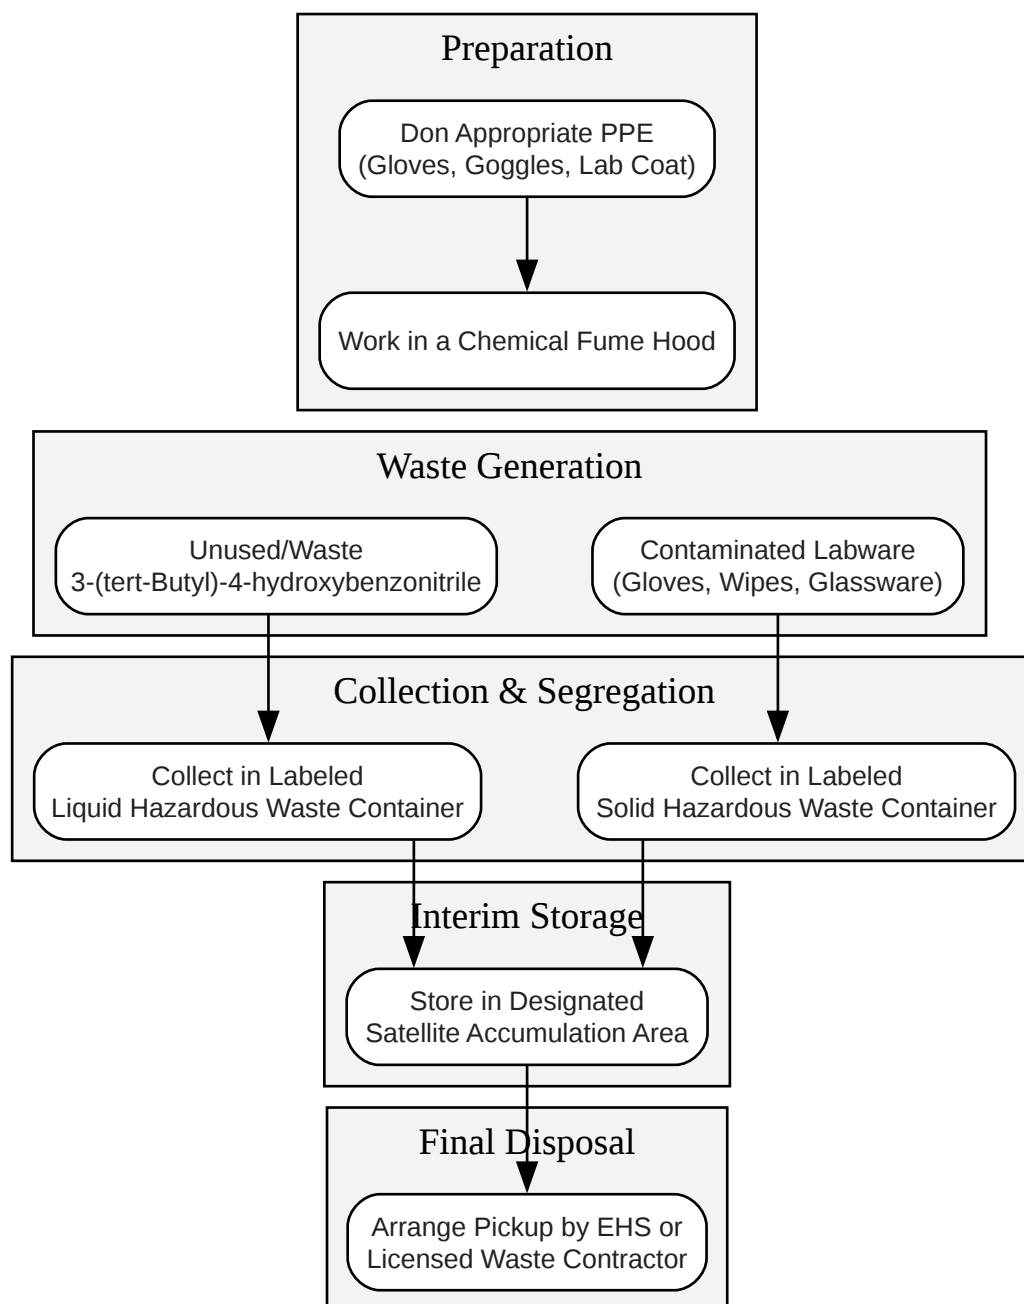 Preparation
Don Appropriate PPE
(Gloves, Goggles, Lab Coat)
Work in a Chemical Fume Hood
Waste Generation
Unused/Waste
3-(tert-Butyl)-4-hydroxybenzonitrile
Contaminated Labware
(Gloves, Wipes, Glassware)
Collection & Segregation
Collect in Labeled
Liquid Hazardous Waste Container
Collect in Labeled
Solid Hazardous Waste Container
Interim Storage
Store in Designated
Satellite Accumulation Area
Final Disposal
Arrange Pickup by EHS or
Licensed Waste Contractor